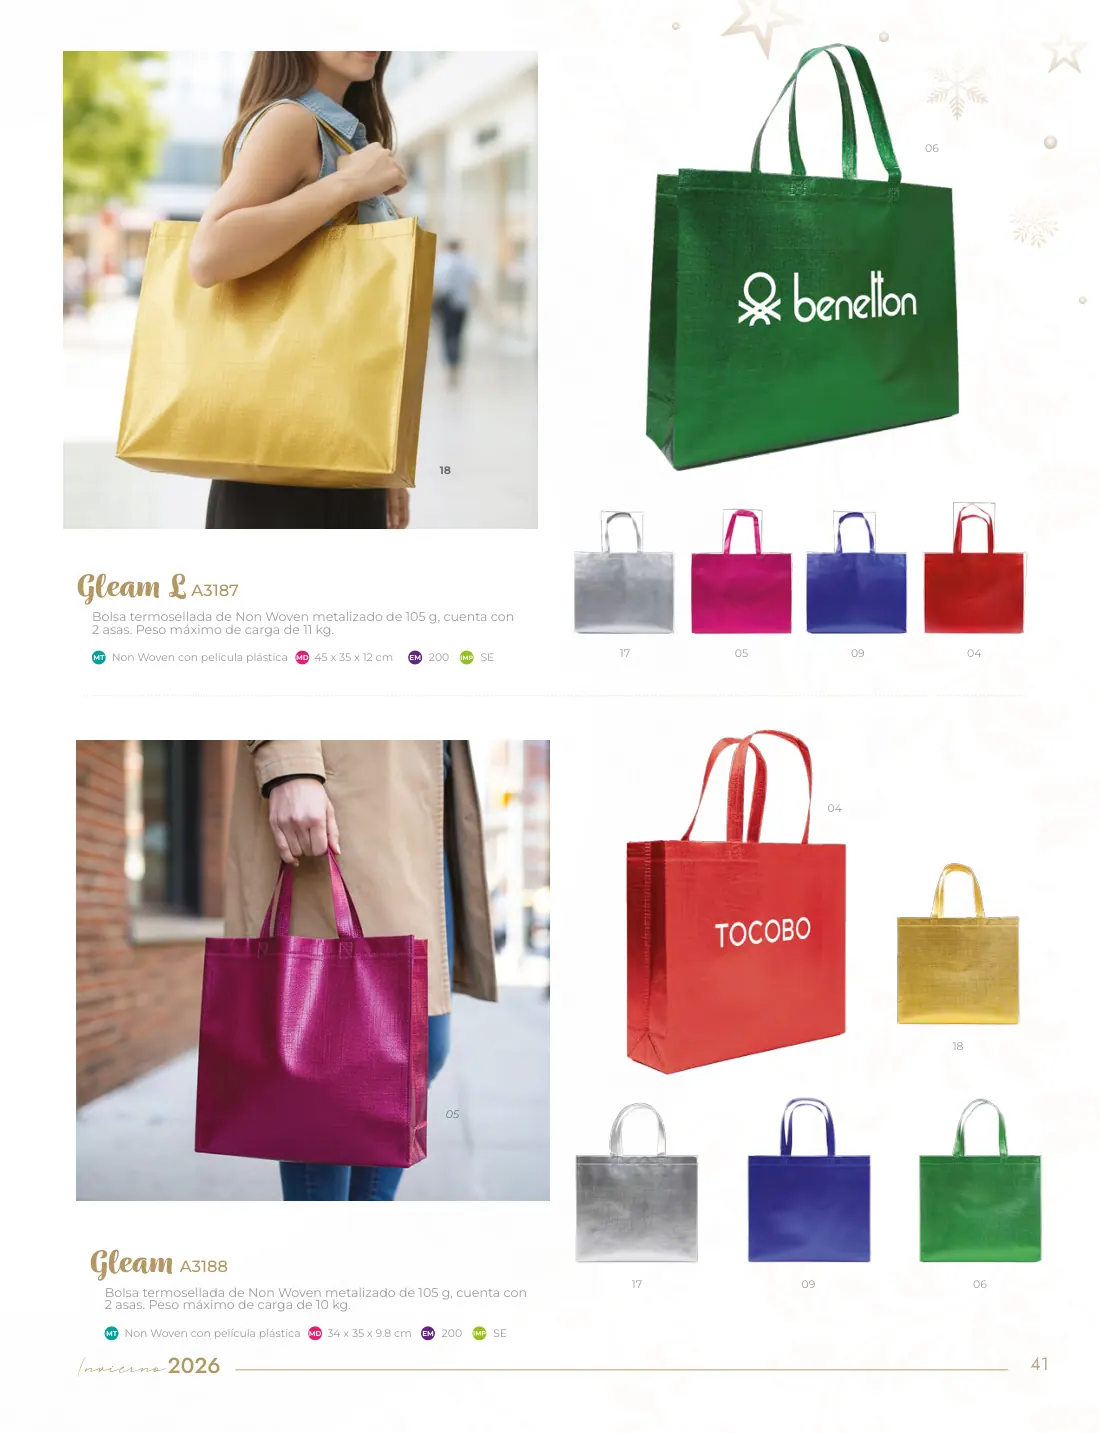 06
benetton
18
17
05
09
04
Gleam L A3187
Bolsa termosellada de Non Woven metalizado de 105 g, cuenta con
2 asas. Peso máximo de carga de 11 kg.
MT Non Woven con película plástica MD 45 x 35 x 12 cm EM 200 IMP SE
04
TOCOBO
18
05
17
09
06
Gleam A3188
Bolsa termosellada de Non Woven metalizado de 105 g, cuenta con
2 asas. Peso máximo de carga de 10 kg.
MT Non Woven con película plástica MD 34 x 35 x 9.8 cm EM 200 IMP SE
Invierno 2026
41